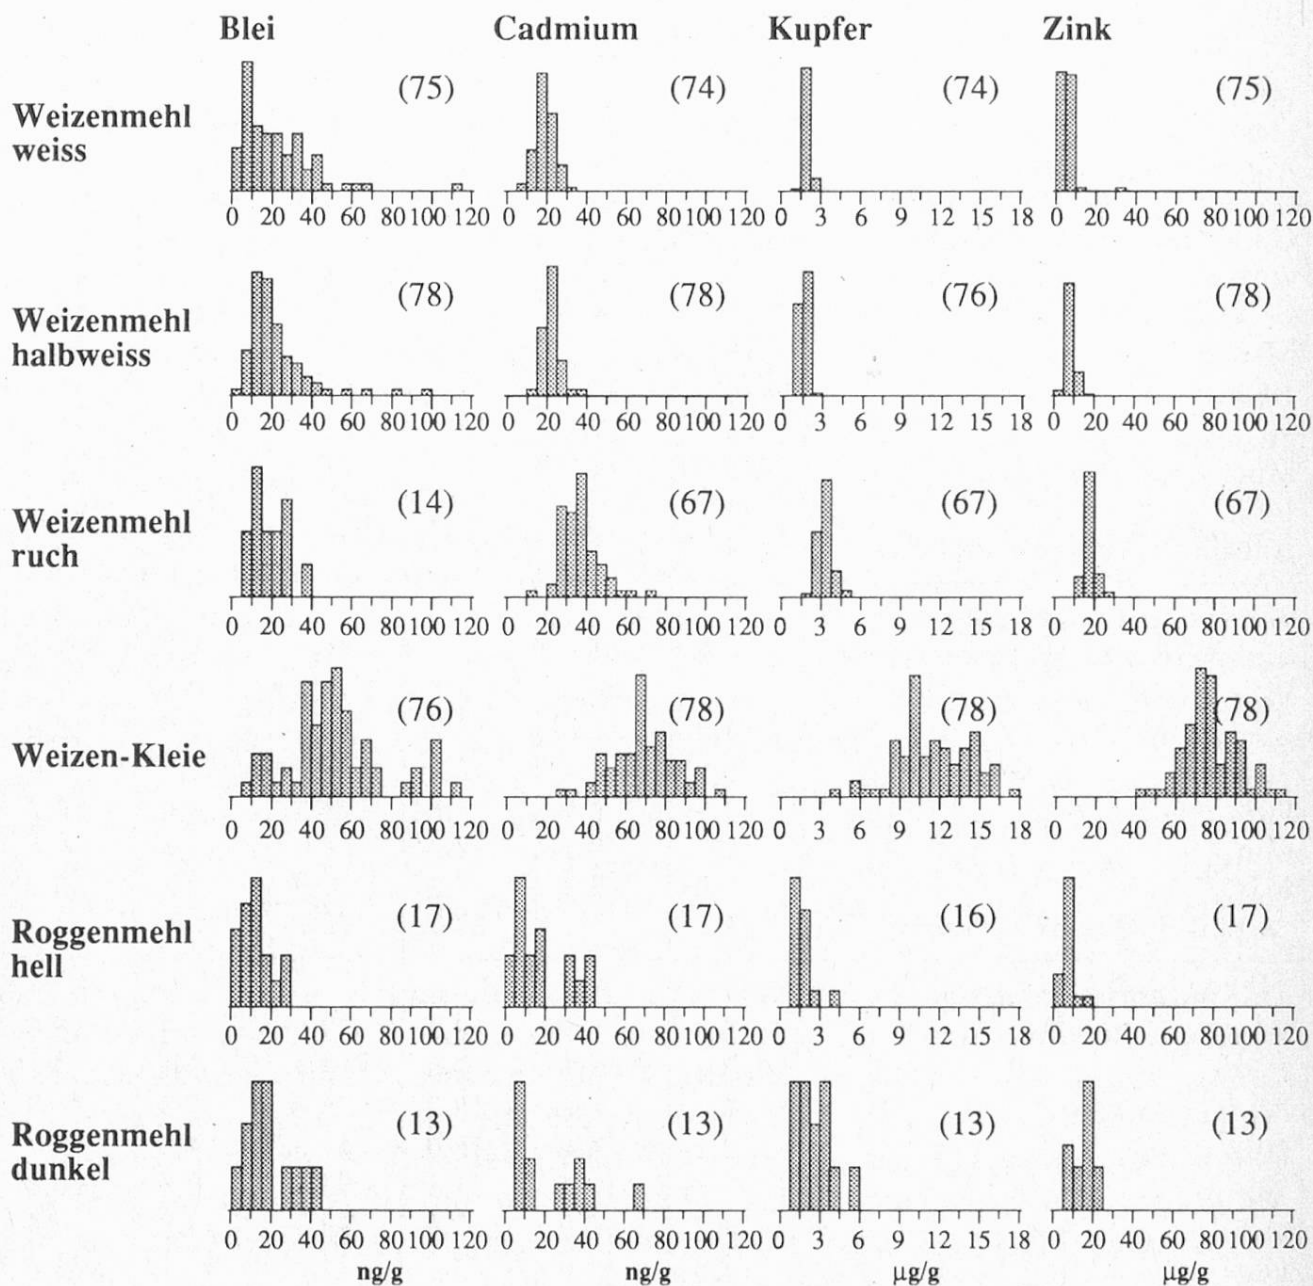 Blei Cadmium Kupfer Zink
Weizenmehl weiss (75) (74) (74) (75)
0 20 40 60 80 100 120 0 20 40 60 80 100 120 0 3 6 9 12 15 18 0 20 40 60 80 100 120
Weizenmehl halbweiss (78) (78) (76) (78)
0 20 40 60 80 100 120 0 20 40 60 80 100 120 0 3 6 9 12 15 18 0 20 40 60 80 100 120
Weizenmehl ruch (14) (67) (67) (67)
0 20 40 60 80 100 120 0 20 40 60 80 100 120 0 3 6 9 12 15 18 0 20 40 60 80 100 120
Weizen-Kleie (76) (78) (78) (78)
0 20 40 60 80 100 120 0 20 40 60 80 100 120 0 3 6 9 12 15 18 0 20 40 60 80 100 120
Roggenmehl hell (17) (17) (16) (17)
0 20 40 60 80 100 120 0 20 40 60 80 100 120 0 3 6 9 12 15 18 0 20 40 60 80 100 120
Roggenmehl dunkel (13) (13) (13) (13)
0 20 40 60 80 100 120 0 20 40 60 80 100 120 0 3 6 9 12 15 18 0 20 40 60 80 100 120
ng/g ng/g µg/g µg/g